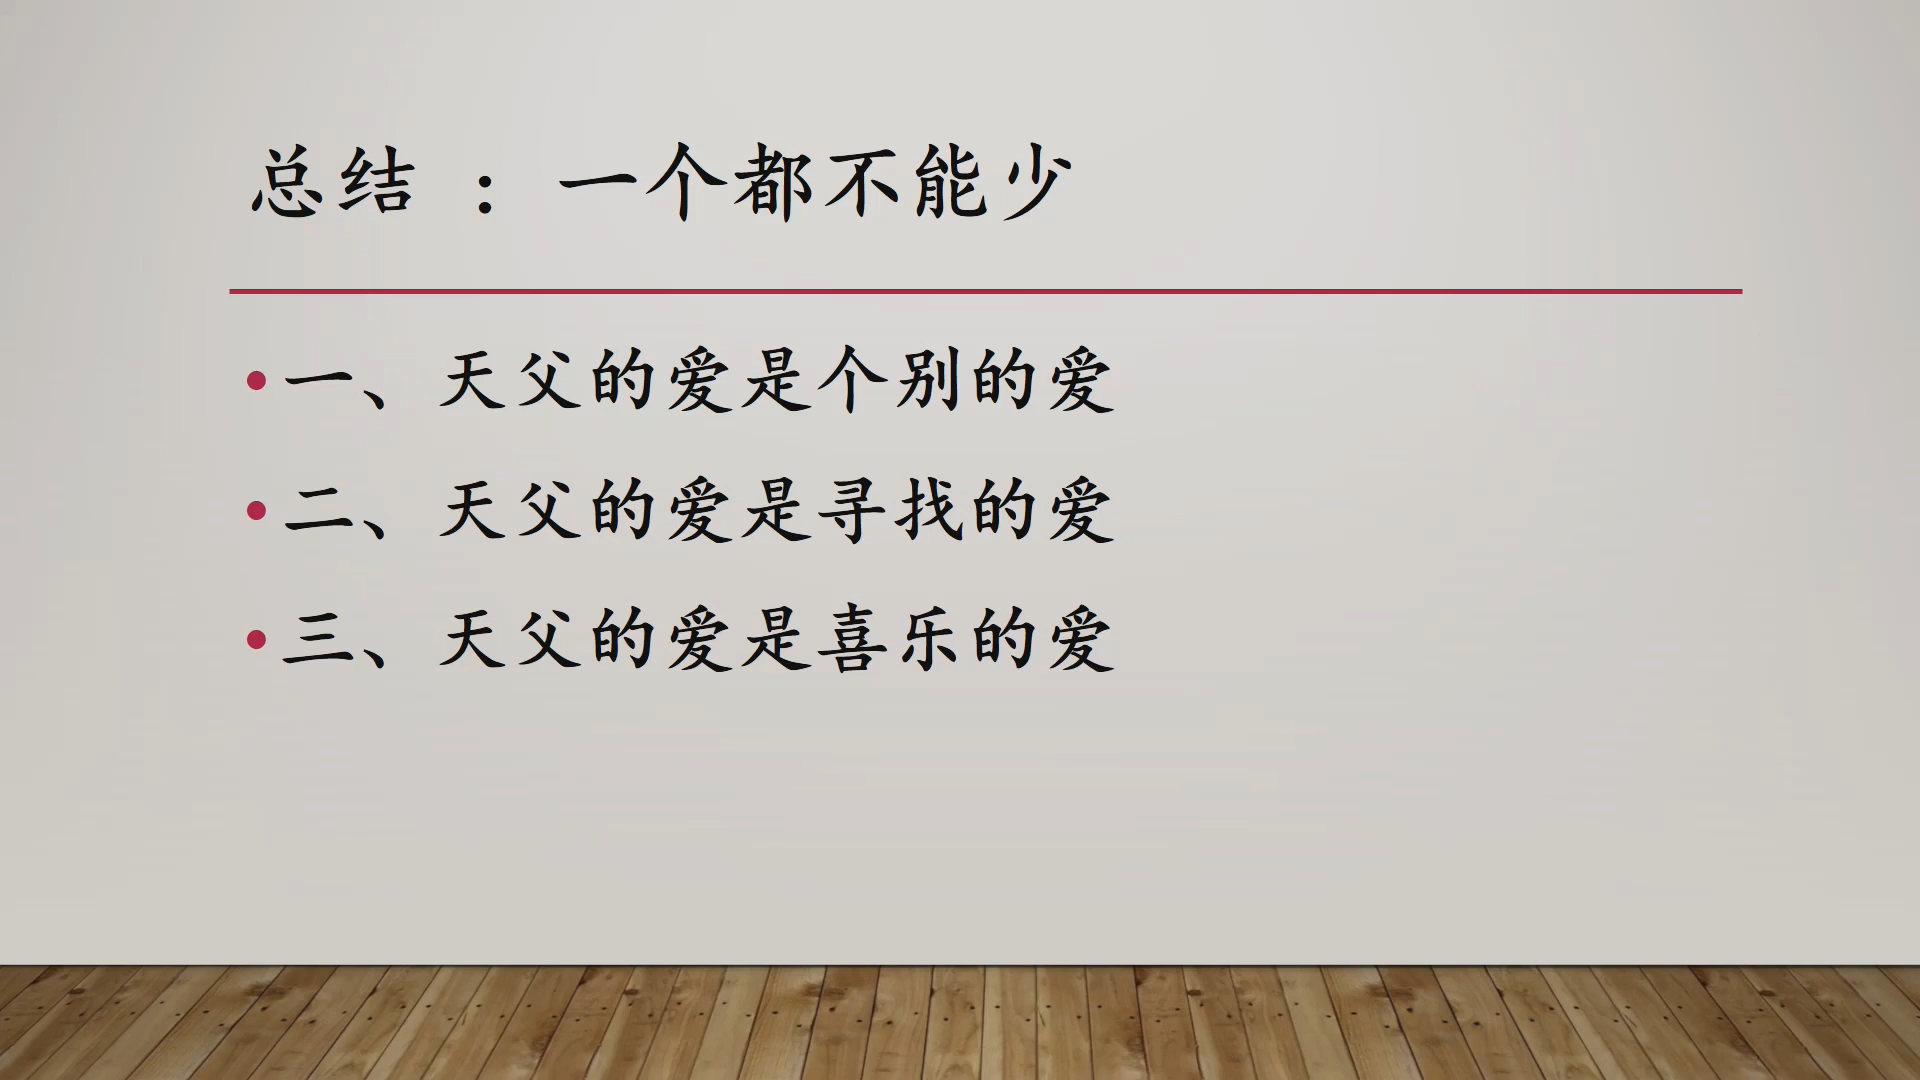 总结 ：一个都不能少
• 一、天父的爱是个别的爱
• 二、天父的爱是寻找的爱
• 三、天父的爱是喜乐的爱